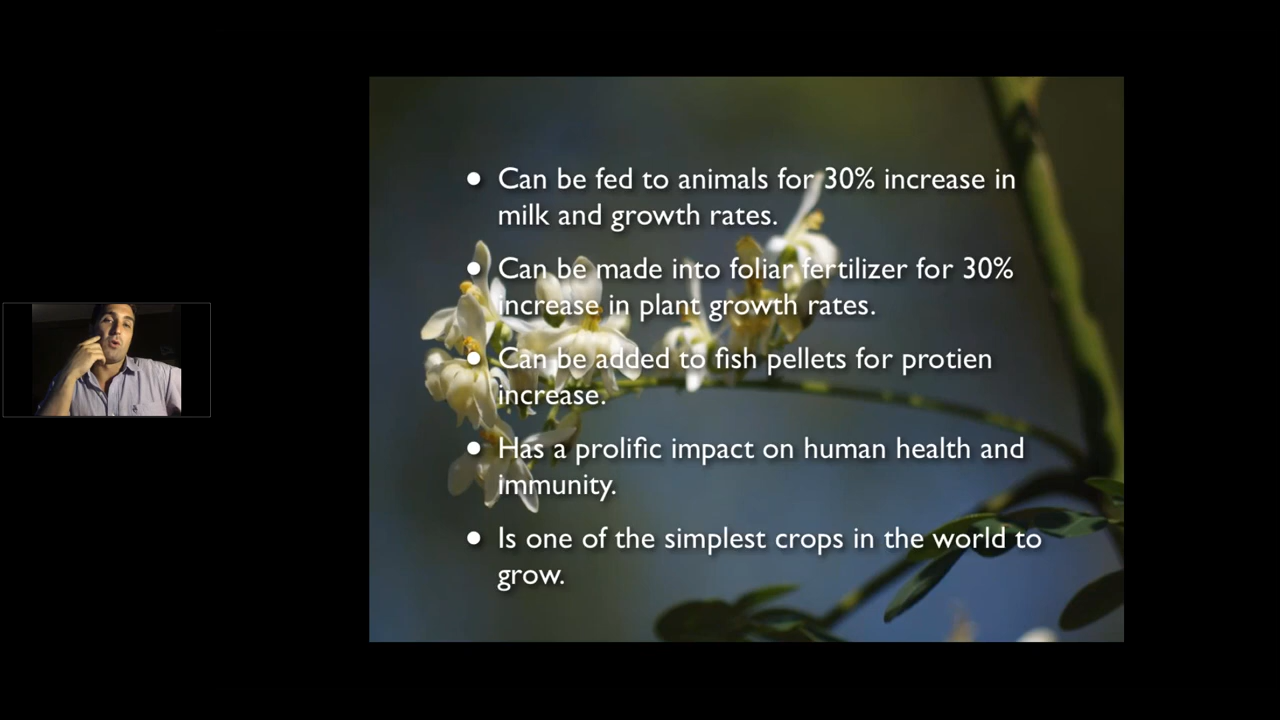 ● Can be fed to animals for 30% increase in
milk and growth rates.
● Can be made into foliar fertilizer for 30%
increase in plant growth rates.
● Can be added to fish pellets for protien
increase.
● Has a prolific impact on human health and
immunity.
● Is one of the simplest crops in the world to
grow.